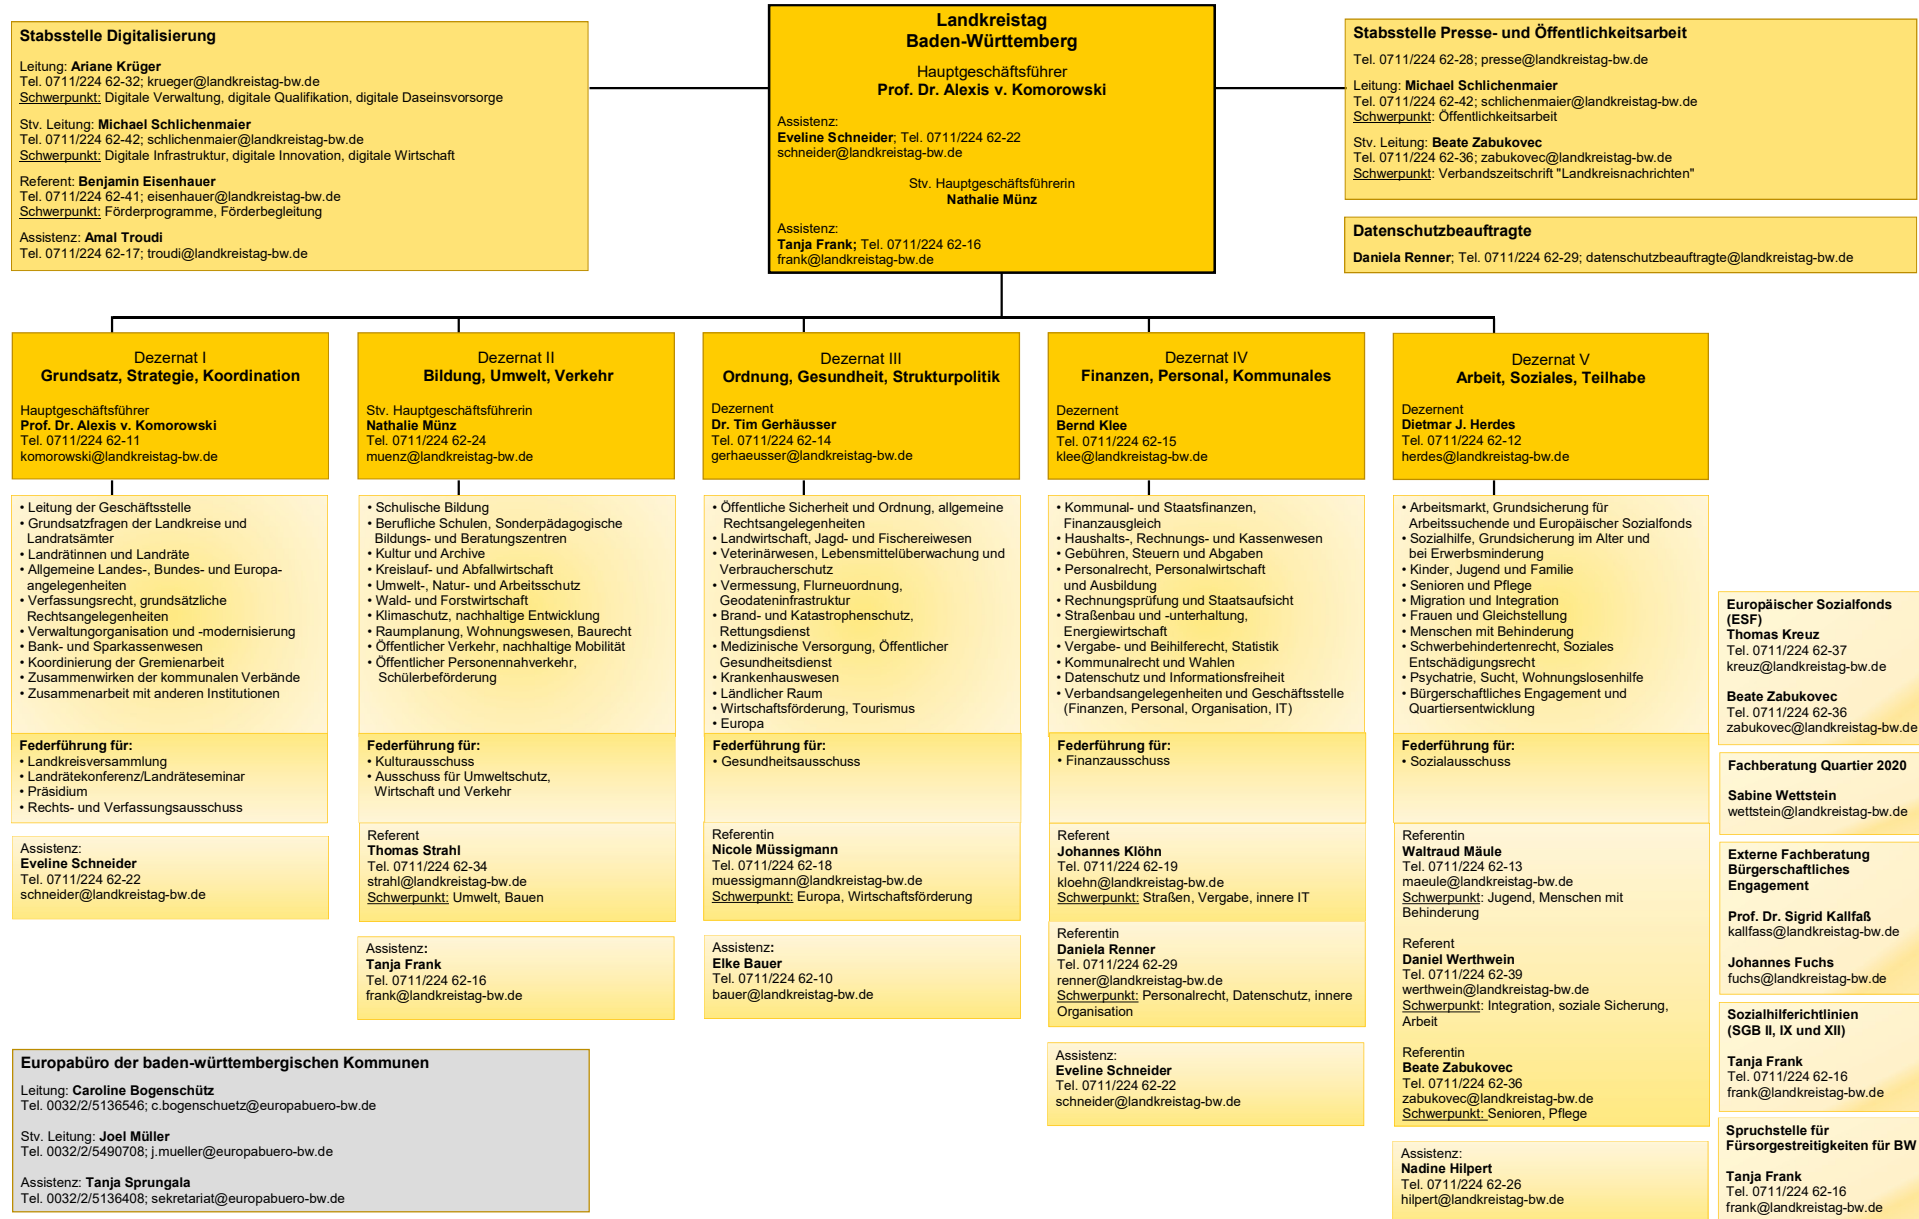 Stabsstelle Digitalisierung
Leitung: Ariane Krüger
Tel. 0711/224 62-32; krueger@landkreistag-bw.de
Schwerpunkt: Digitale Verwaltung, digitale Qualifikation, digitale Daseinsvorsorge
Stv. Leitung: Michael Schlichenmaier
Tel. 0711/224 62-42; schlichenmaier@landkreistag-bw.de
Schwerpunkt: Digitale Infrastruktur, digitale Innovation, digitale Wirtschaft
Referent: Benjamin Eisenhauer
Tel. 0711/224 62-41; eisenhauer@landkreistag-bw.de
Schwerpunkt: Förderprogramme, Förderbegleitung
Assistenz: Amal Troudi
Tel. 0711/224 62-17; troudi@landkreistag-bw.de
Landkreistag
Baden-Württemberg
Hauptgeschäftsführer
Prof. Dr. Alexis v. Komorowski
Assistenz:
Eveline Schneider; Tel. 0711/224 62-22
schneider@landkreistag-bw.de
Stv. Hauptgeschäftsführerin
Nathalie Münz
Assistenz:
Tanja Frank; Tel. 0711/224 62-16
frank@landkreistag-bw.de
Stabsstelle Presse- und Öffentlichkeitsarbeit
Tel. 0711/224 62-28; presse@landkreistag-bw.de
Leitung: Michael Schlichenmaier
Tel. 0711/224 62-42; schlichenmaier@landkreistag-bw.de
Schwerpunkt: Öffentlichkeitsarbeit
Stv. Leitung: Beate Zabukovec
Tel. 0711/224 62-36; zabukovec@landkreistag-bw.de
Schwerpunkt: Verbandszeitschrift "Landkreisnachrichten"
Datenschutzbeauftragte
Daniela Renner; Tel. 0711/224 62-29; datenschutzbeauftragte@landkreistag-bw.de
Dezernat I
Grundsatz, Strategie, Koordination
Hauptgeschäftsführer
Prof. Dr. Alexis v. Komorowski
Tel. 0711/224 62-11
komorowski@landkreistag-bw.de
• Leitung der Geschäftsstelle
• Grundsatzfragen der Landkreise und
Landratsämter
• Landrätinnen und Landräte
• Allgemeine Landes-, Bundes- und Europa-
angelegenheiten
• Verfassungsrecht, grundsätzliche
Rechtsangelegenheiten
• Verwaltungorganisation und -modernisierung
• Bank- und Sparkassenwesen
• Koordinierung der Gremienarbeit
• Zusammenwirken der kommunalen Verbände
• Zusammenarbeit mit anderen Institutionen
Federführung für:
• Landkreisversammlung
• Landrätekonferenz/Landräteseminar
• Präsidium
• Rechts- und Verfassungsausschuss
Assistenz:
Eveline Schneider
Tel. 0711/224 62-22
schneider@landkreistag-bw.de
Dezernat II
Bildung, Umwelt, Verkehr
Stv. Hauptgeschäftsführerin
Nathalie Münz
Tel. 0711/224 62-24
muenz@landkreistag-bw.de
• Schulische Bildung
• Berufliche Schulen, Sonderpädagogische
Bildungs- und Beratungszentren
• Kultur und Archive
• Kreislauf- und Abfallwirtschaft
• Umwelt-, Natur- und Arbeitsschutz
• Wald- und Forstwirtschaft
• Klimaschutz, nachhaltige Entwicklung
• Raumplanung, Wohnungswesen, Baurecht
• Öffentlicher Verkehr, nachhaltige Mobilität
• Öffentlicher Personennahverkehr,
Schülerbeförderung
Federführung für:
• Kulturausschuss
• Ausschuss für Umweltschutz,
Wirtschaft und Verkehr
Referent
Thomas Strahl
Tel. 0711/224 62-34
strahl@landkreistag-bw.de
Schwerpunkt: Umwelt, Bauen
Assistenz:
Tanja Frank
Tel. 0711/224 62-16
frank@landkreistag-bw.de
Dezernat III
Ordnung, Gesundheit, Strukturpolitik
Dezernent
Dr. Tim Gerhäusser
Tel. 0711/224 62-14
gerhaeusser@landkreistag-bw.de
• Öffentliche Sicherheit und Ordnung, allgemeine
Rechtsangelegenheiten
• Landwirtschaft, Jagd- und Fischereiwesen
• Veterinärwesen, Lebensmittelüberwachung und
Verbraucherschutz
• Vermessung, Flurneuordnung,
Geodateninfrastruktur
• Brand- und Katastrophenschutz,
Rettungsdienst
• Medizinische Versorgung, Öffentlicher
Gesundheitsdienst
• Krankenhauswesen
• Ländlicher Raum
• Wirtschaftsförderung, Tourismus
• Europa
Federführung für:
• Gesundheitsausschuss
Referentin
Nicole Müssigmann
Tel. 0711/224 62-18
muessigmann@landkreistag-bw.de
Schwerpunkt: Europa, Wirtschaftsförderung
Assistenz:
Elke Bauer
Tel. 0711/224 62-10
bauer@landkreistag-bw.de
Dezernat IV
Finanzen, Personal, Kommunales
Dezernent
Bernd Klee
Tel. 0711/224 62-15
klee@landkreistag-bw.de
• Kommunal- und Staatsfinanzen,
Finanzausgleich
• Haushalts-, Rechnungs- und Kassenwesen
• Gebühren, Steuern und Abgaben
• Personalrecht, Personalwirtschaft
und Ausbildung
• Rechnungsprüfung und Staatsaufsicht
• Straßenbau und -unterhaltung,
Energiewirtschaft
• Vergabe- und Beihilferecht, Statistik
• Kommunalrecht und Wahlen
• Datenschutz und Informationsfreiheit
• Verbandsangelegenheiten und Geschäftsstelle
(Finanzen, Personal, Organisation, IT)
Federführung für:
• Finanzausschuss
Referent
Johannes Klöhn
Tel. 0711/224 62-19
kloehn@landkreistag-bw.de
Schwerpunkt: Straßen, Vergabe, innere IT
Referentin
Daniela Renner
Tel. 0711/224 62-29
renner@landkreistag-bw.de
Schwerpunkt: Personalrecht, Datenschutz, innere
Organisation
Assistenz:
Eveline Schneider
Tel. 0711/224 62-22
schneider@landkreistag-bw.de
Dezernat V
Arbeit, Soziales, Teilhabe
Dezernent
Dietmar J. Herdes
Tel. 0711/224 62-12
herdes@landkreistag-bw.de
• Arbeitsmarkt, Grundsicherung für
Arbeitssuchende und Europäischer Sozialfonds
• Sozialhilfe, Grundsicherung im Alter und
bei Erwerbsminderung
• Kinder, Jugend und Familie
• Senioren und Pflege
• Migration und Integration
• Frauen und Gleichstellung
• Menschen mit Behinderung
• Schwerbehindertenrecht, Soziales
Entschädigungsrecht
• Psychatrie, Sucht, Wohnungslosenhilfe
• Bürgerschaftliches Engagement und
Quartiersentwicklung
Federführung für:
• Sozialausschuss
Referentin
Waltraud Mäule
Tel. 0711/224 62-13
maeule@landkreistag-bw.de
Schwerpunkt: Jugend, Menschen mit
Behinderung
Referent
Daniel Werthwein
Tel. 0711/224 62-39
werthwein@landkreistag-bw.de
Schwerpunkt: Integration, soziale Sicherung,
Arbeit
Referentin
Beate Zabukovec
Tel. 0711/224 62-36
zabukovec@landkreistag-bw.de
Schwerpunkt: Senioren, Pflege
Assistenz:
Nadine Hilpert
Tel. 0711/224 62-26
hilpert@landkreistag-bw.de
Europäischer Sozialfonds
(ESF)
Thomas Kreuz
Tel. 0711/224 62-37
kreuz@landkreistag-bw.de
Beate Zabukovec
Tel. 0711/224 62-36
zabukovec@landkreistag-bw.de
Fachberatung Quartier 2020
Sabine Wettstein
wettstein@landkreistag-bw.de
Externe Fachberatung
Bürgerschaftliches
Engagement
Prof. Dr. Sigrid Kallfaß
kallfass@landkreistag-bw.de
Johannes Fuchs
fuchs@landkreistag-bw.de
Sozialhilferichtlinien
(SGB II, IX und XII)
Tanja Frank
Tel. 0711/224 62-16
frank@landkreistag-bw.de
Spruchstelle für
Fürsorgestreitigkeiten für BW
Tanja Frank
Tel. 0711/224 62-16
frank@landkreistag-bw.de
Europabüro der baden-württembergischen Kommunen
Leitung: Caroline Bogenschütz
Tel. 0032/2/5136546; c.bogenschuetz@europabuero-bw.de
Stv. Leitung: Joel Müller
Tel. 0032/2/5490708; j.mueller@europabuero-bw.de
Assistenz: Tanja Sprungala
Tel. 0032/2/5136408; sekretariat@europabuero-bw.de